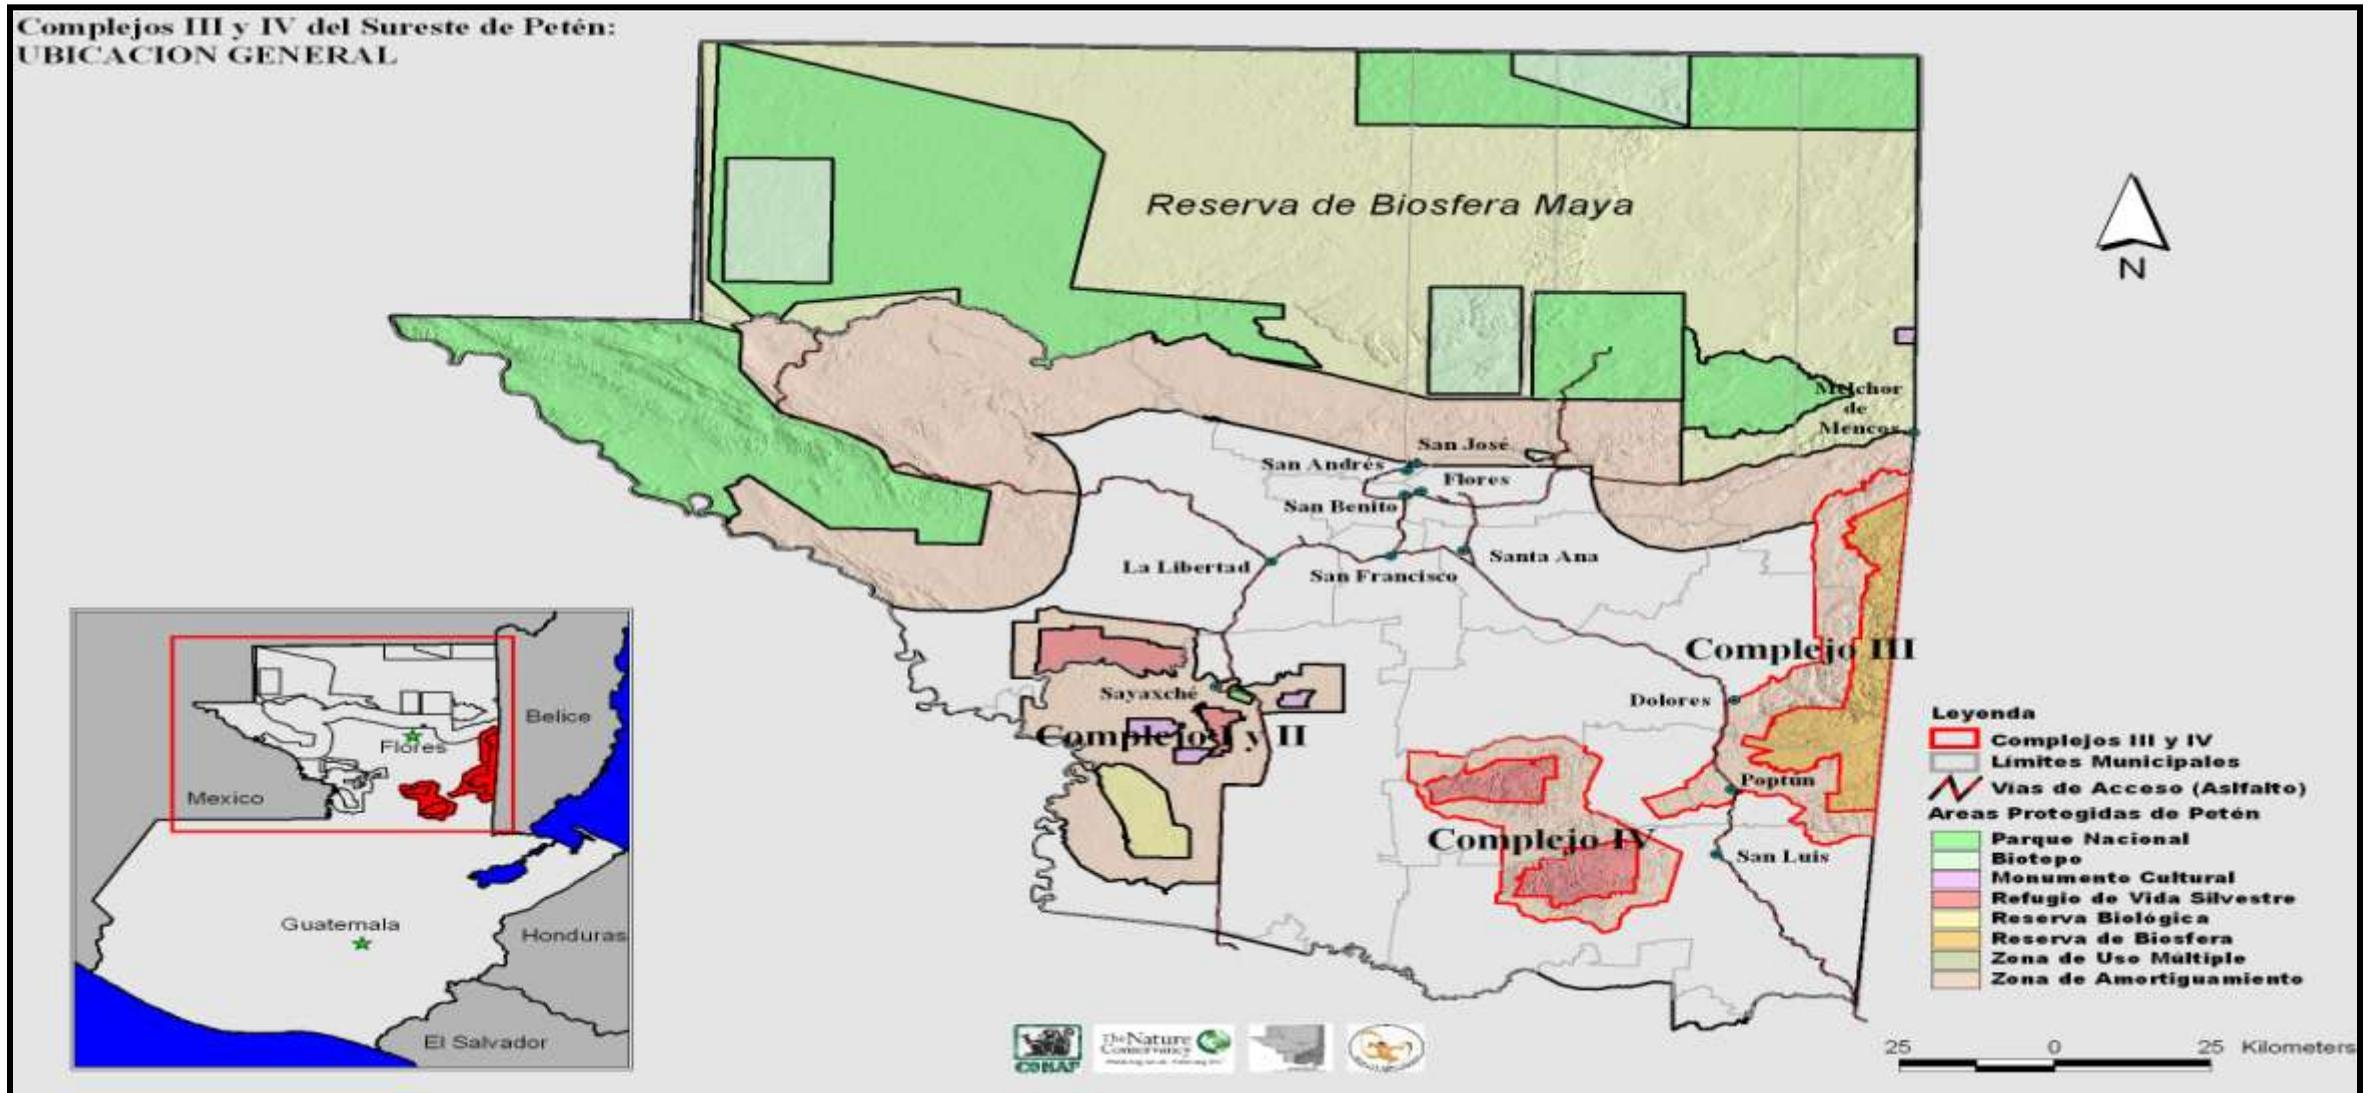 Complejos III y IV del Sureste de Petén:
UBICACION GENERAL
Reserva de Biosfera Maya
N
Melchor
de
Mencos
San José
San Andrés
Flores
San Benito
La Libertad
San Francisco
Santa Ana
Complejo III
Sayaxché
Dolores
Complejo I y II
Poptún
Complejo IV
San Luis
Belice
Flores
Mexico
Guatemala
Honduras
El Salvador
Leyenda
Complejos III y IV
Límites Municipales
Vías de Acceso (Aslfalto)
Areas Protegidas de Petén
Parque Nacional
Biotopo
Monumento Cultural
Refugio de Vida Silvestre
Reserva Biológica
Reserva de Biosfera
Zona de Uso Múltiple
Zona de Amortiguamiento
CONAP
The Nature
Conservancy
25 0 25 Kilometers